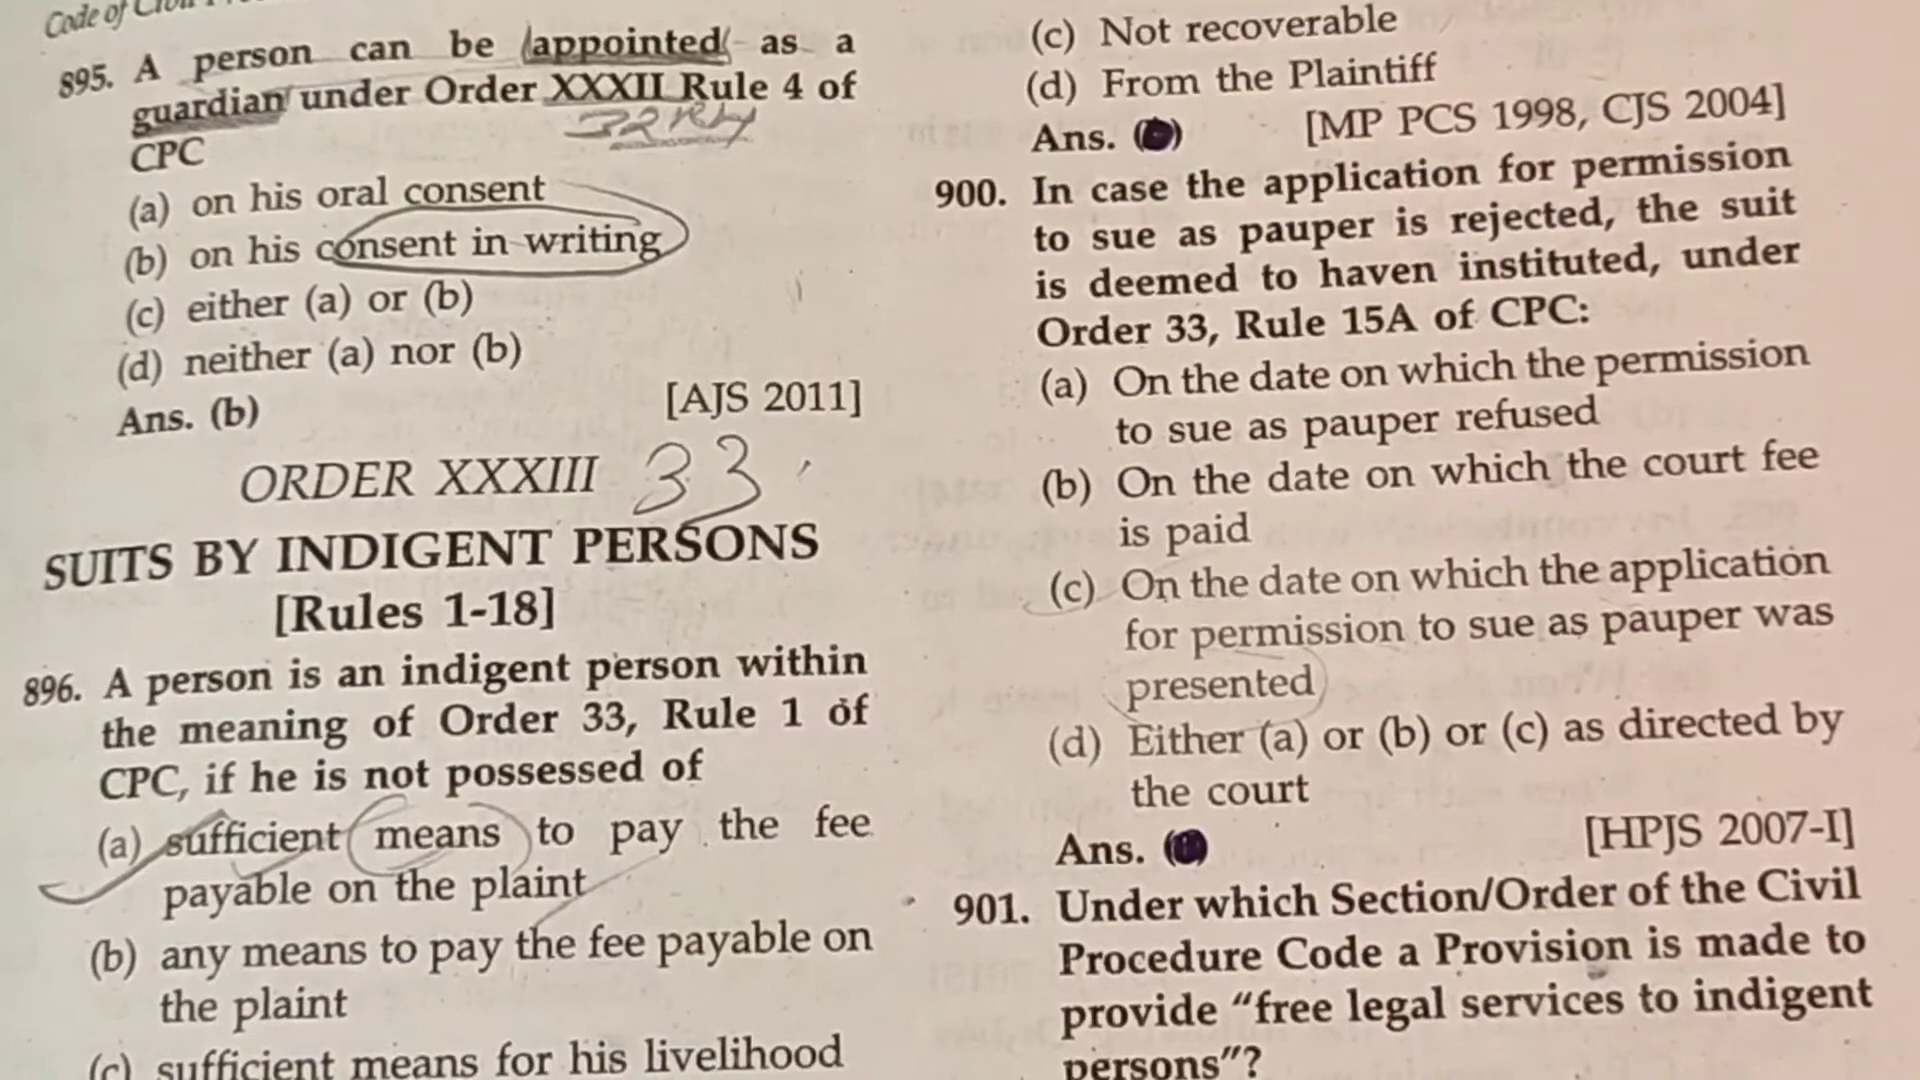 Code of
895. A person can be appointed as a
guardian under Order XXXII Rule 4 of
32 R4
CPC
(a) on his oral consent
(b) on his consent in writing
(c) either (a) or (b)
(d) neither (a) nor (b)
Ans. (b) [AJS 2011]
ORDER XXXIII 33
SUITS BY INDIGENT PERSONS
[Rules 1-18]
896. A person is an indigent person within
the meaning of Order 33, Rule 1 of
CPC, if he is not possessed of
(a) sufficient means to pay the fee
payable on the plaint
(b) any means to pay the fee payable on
the plaint
(c) sufficient means for his livelihood
(c) Not recoverable
(d) From the Plaintiff
Ans. [MP PCS 1998, CJS 2004]
900. In case the application for permission
to sue as pauper is rejected, the suit
is deemed to haven instituted, under
Order 33, Rule 15A of CPC:
(a) On the date on which the permission
to sue as pauper refused
(b) On the date on which the court fee
is paid
(c) On the date on which the application
for permission to sue as pauper was
presented
(d) Either (a) or (b) or (c) as directed by
the court
Ans. [HPJS 2007-I]
901. Under which Section/Order of the Civil
Procedure Code a Provision is made to
provide "free legal services to indigent
persons"?